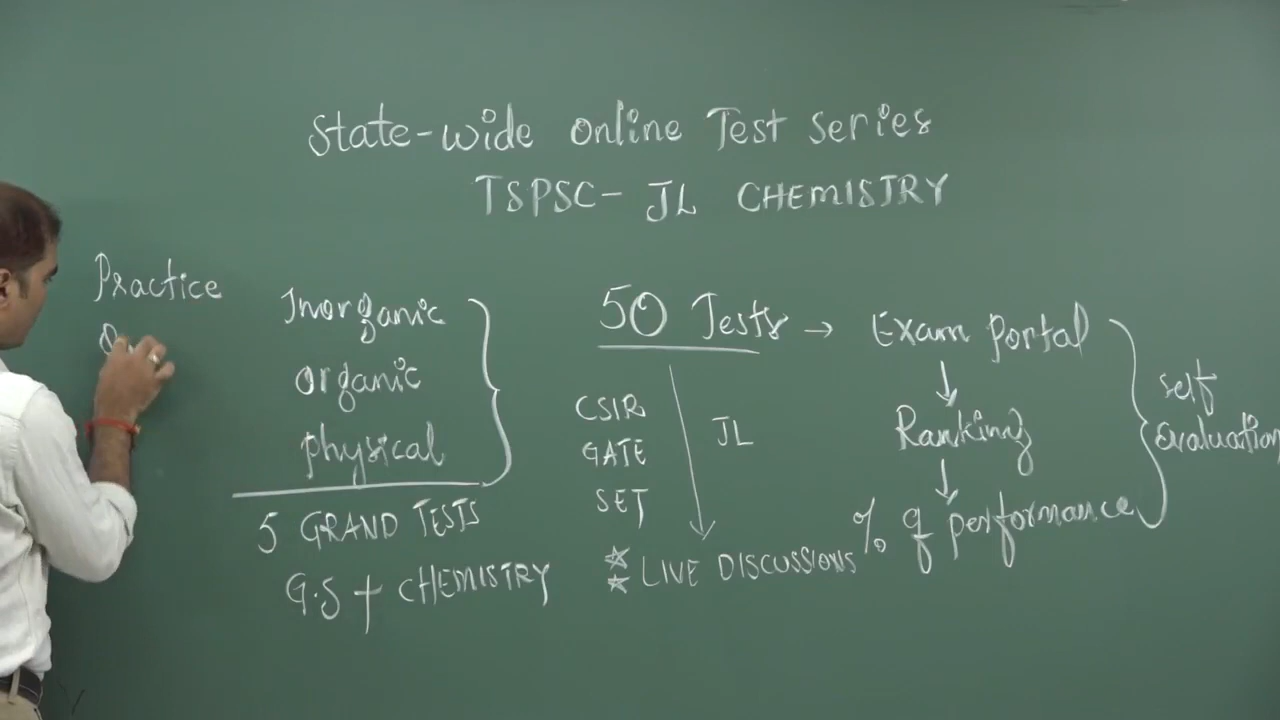 State-wide online Test series
TSPSC- JL CHEMISTRY
Practice
Inorganic
organic
physical
5 GRAND TESTS
G.S + CHEMISTRY
50 Tests → Exam portal
CSIR
GATE
SET
JL
** LIVE DISCUSSIONS
↓
Ranking
↓
% of performance
self
evaluation